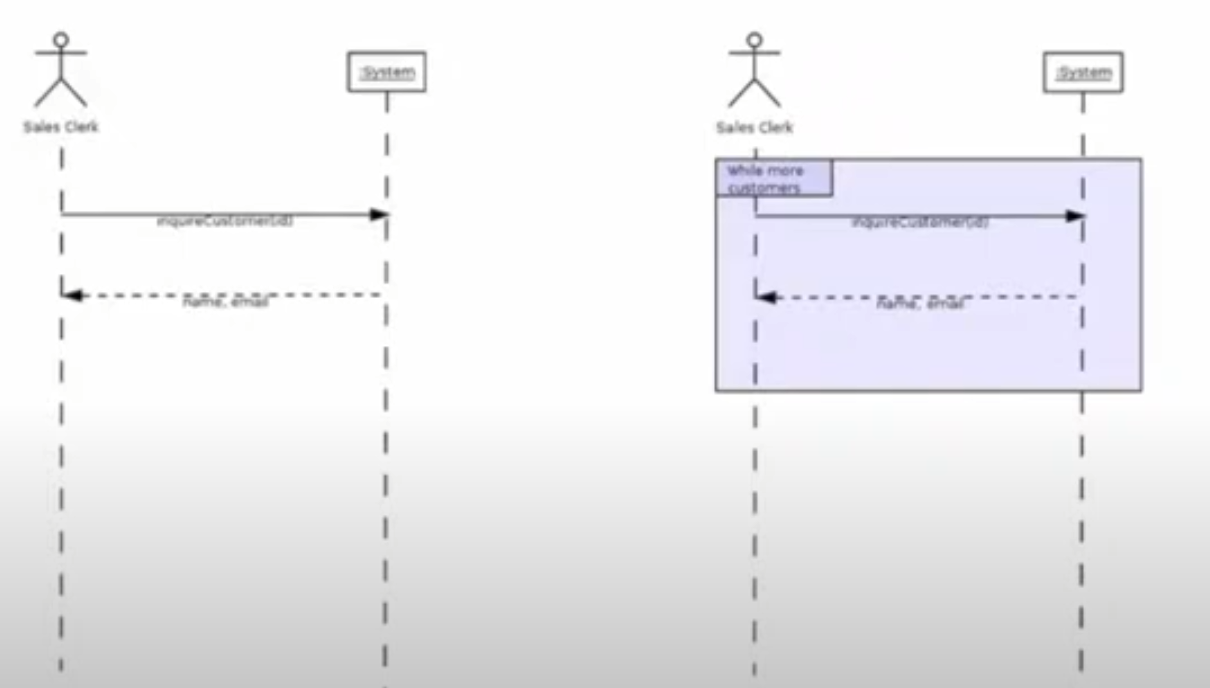 :System
Sales Clerk
inquireCustomer(id)
name, email
:System
Sales Clerk
While more
customers
inquireCustomer(id)
name, email